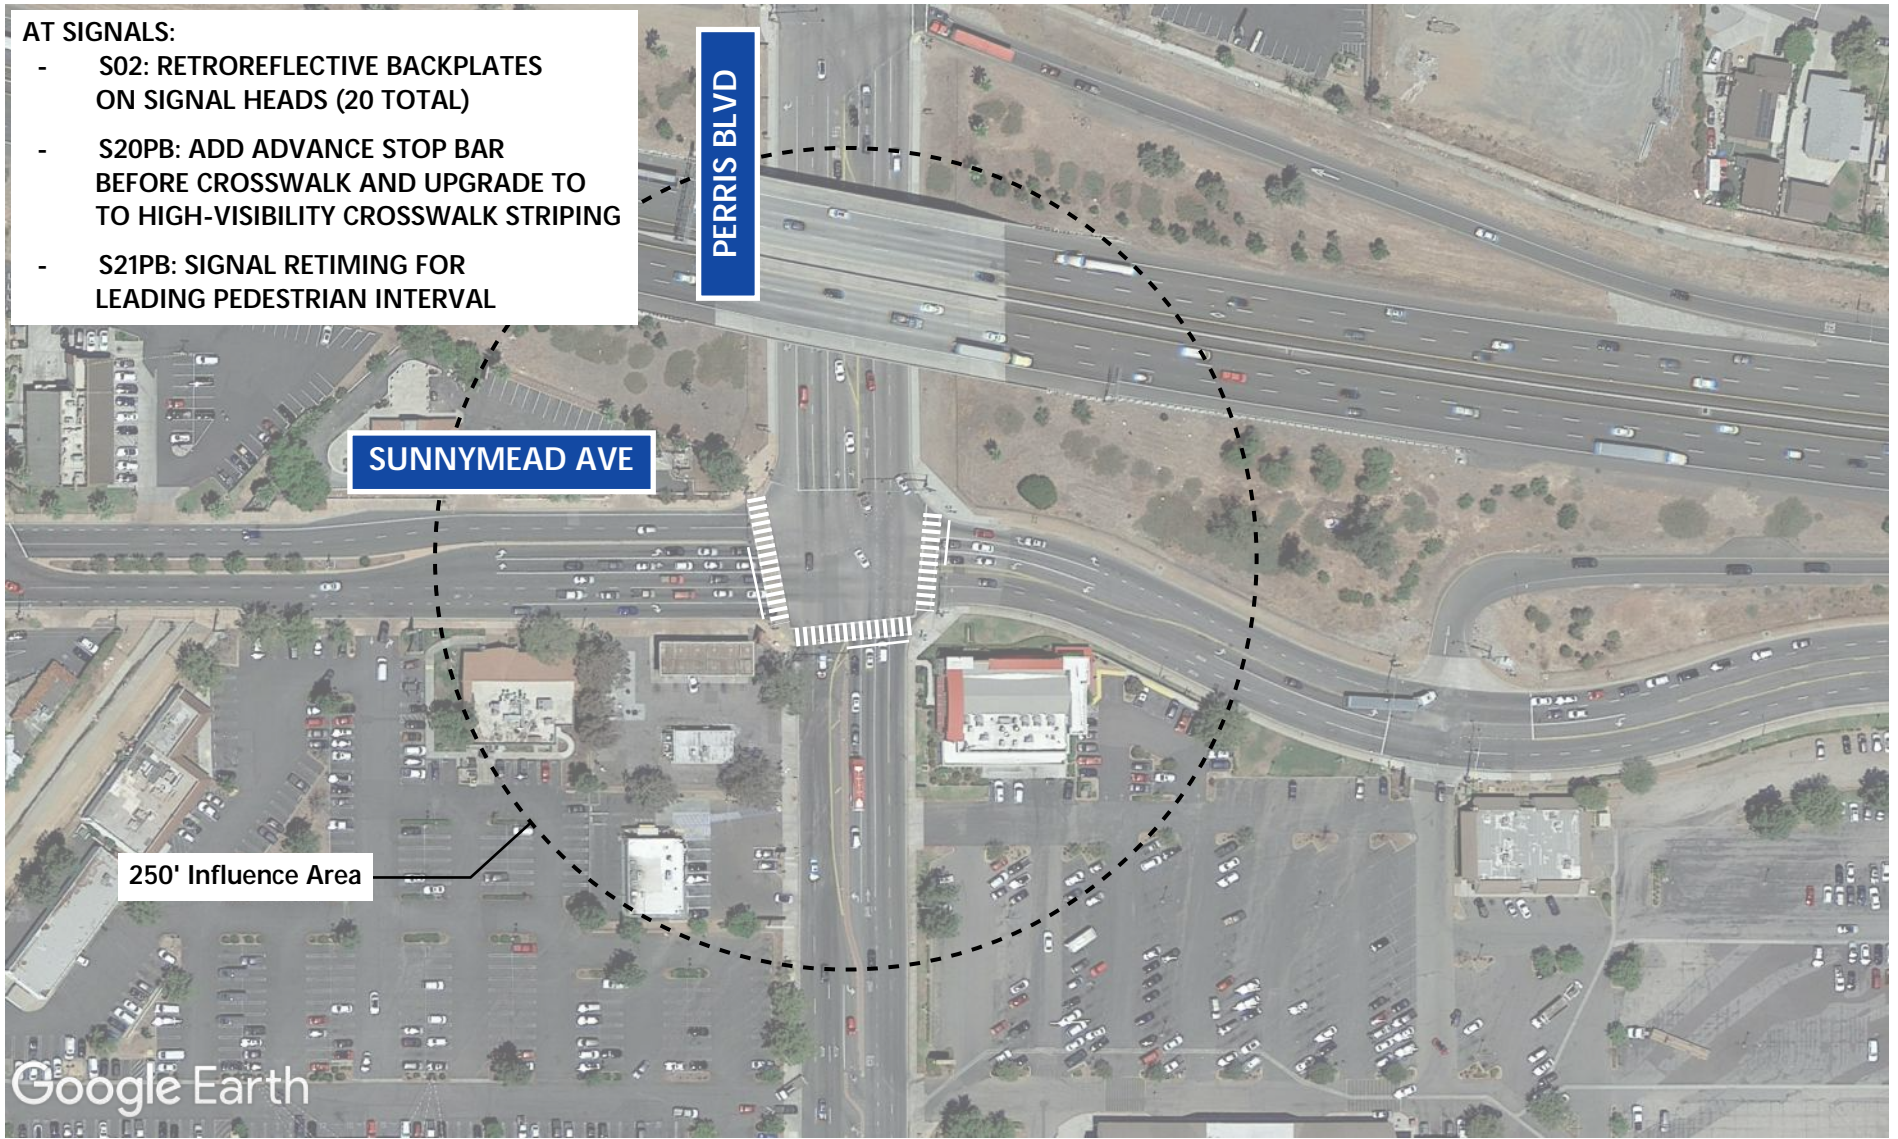 AT SIGNALS:
- S02: RETROREFLECTIVE BACKPLATES
ON SIGNAL HEADS (20 TOTAL)
- S20PB: ADD ADVANCE STOP BAR
BEFORE CROSSWALK AND UPGRADE TO
TO HIGH-VISIBILITY CROSSWALK STRIPING
- S21PB: SIGNAL RETIMING FOR
LEADING PEDESTRIAN INTERVAL
PERRIS BLVD
SUNNYMEAD AVE
250' Influence Area
Google Earth